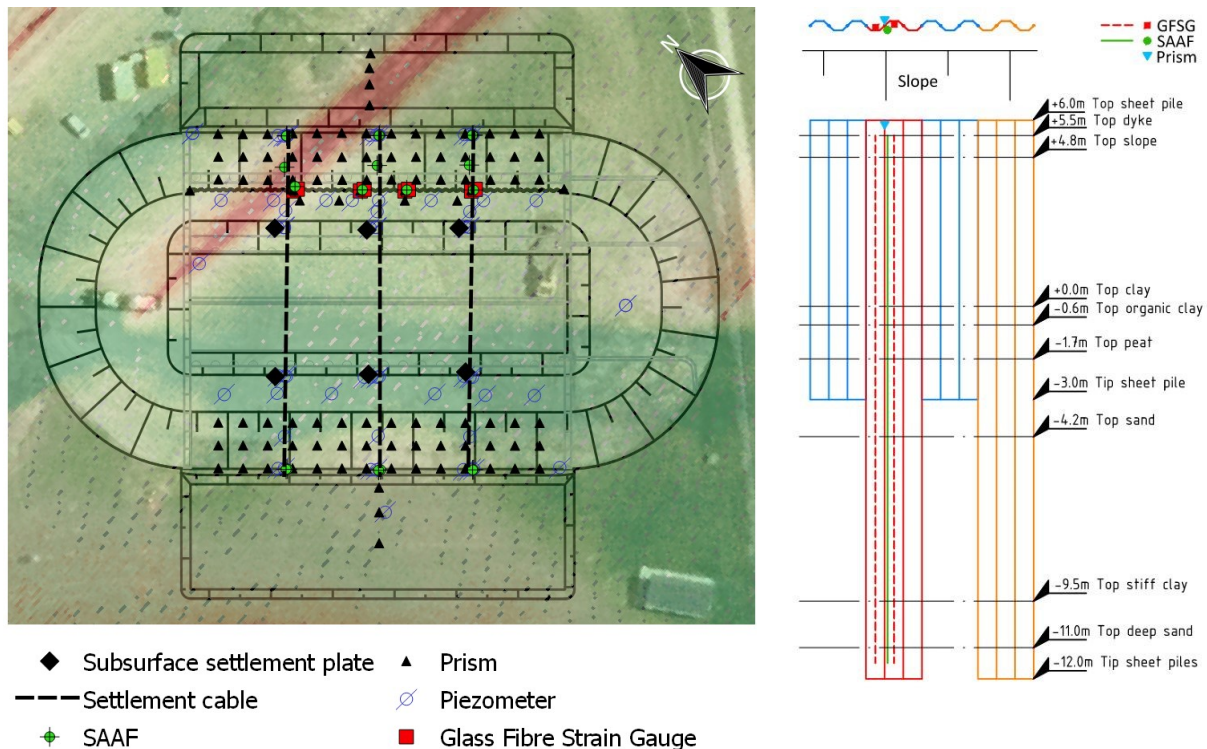 N
Subsurface settlement plate
Settlement cable
SAAF
Prism
Piezometer
Glass Fibre Strain Gauge
GFSG
SAAF
Prism
Slope
+6.0m Top sheet pile
+5.5m Top dyke
+4.8m Top slope
+0.0m Top clay
-0.6m Top organic clay
-1.7m Top peat
-3.0m Tip sheet pile
-4.2m Top sand
-9.5m Top stiff clay
-11.0m Top deep sand
-12.0m Tip sheet piles